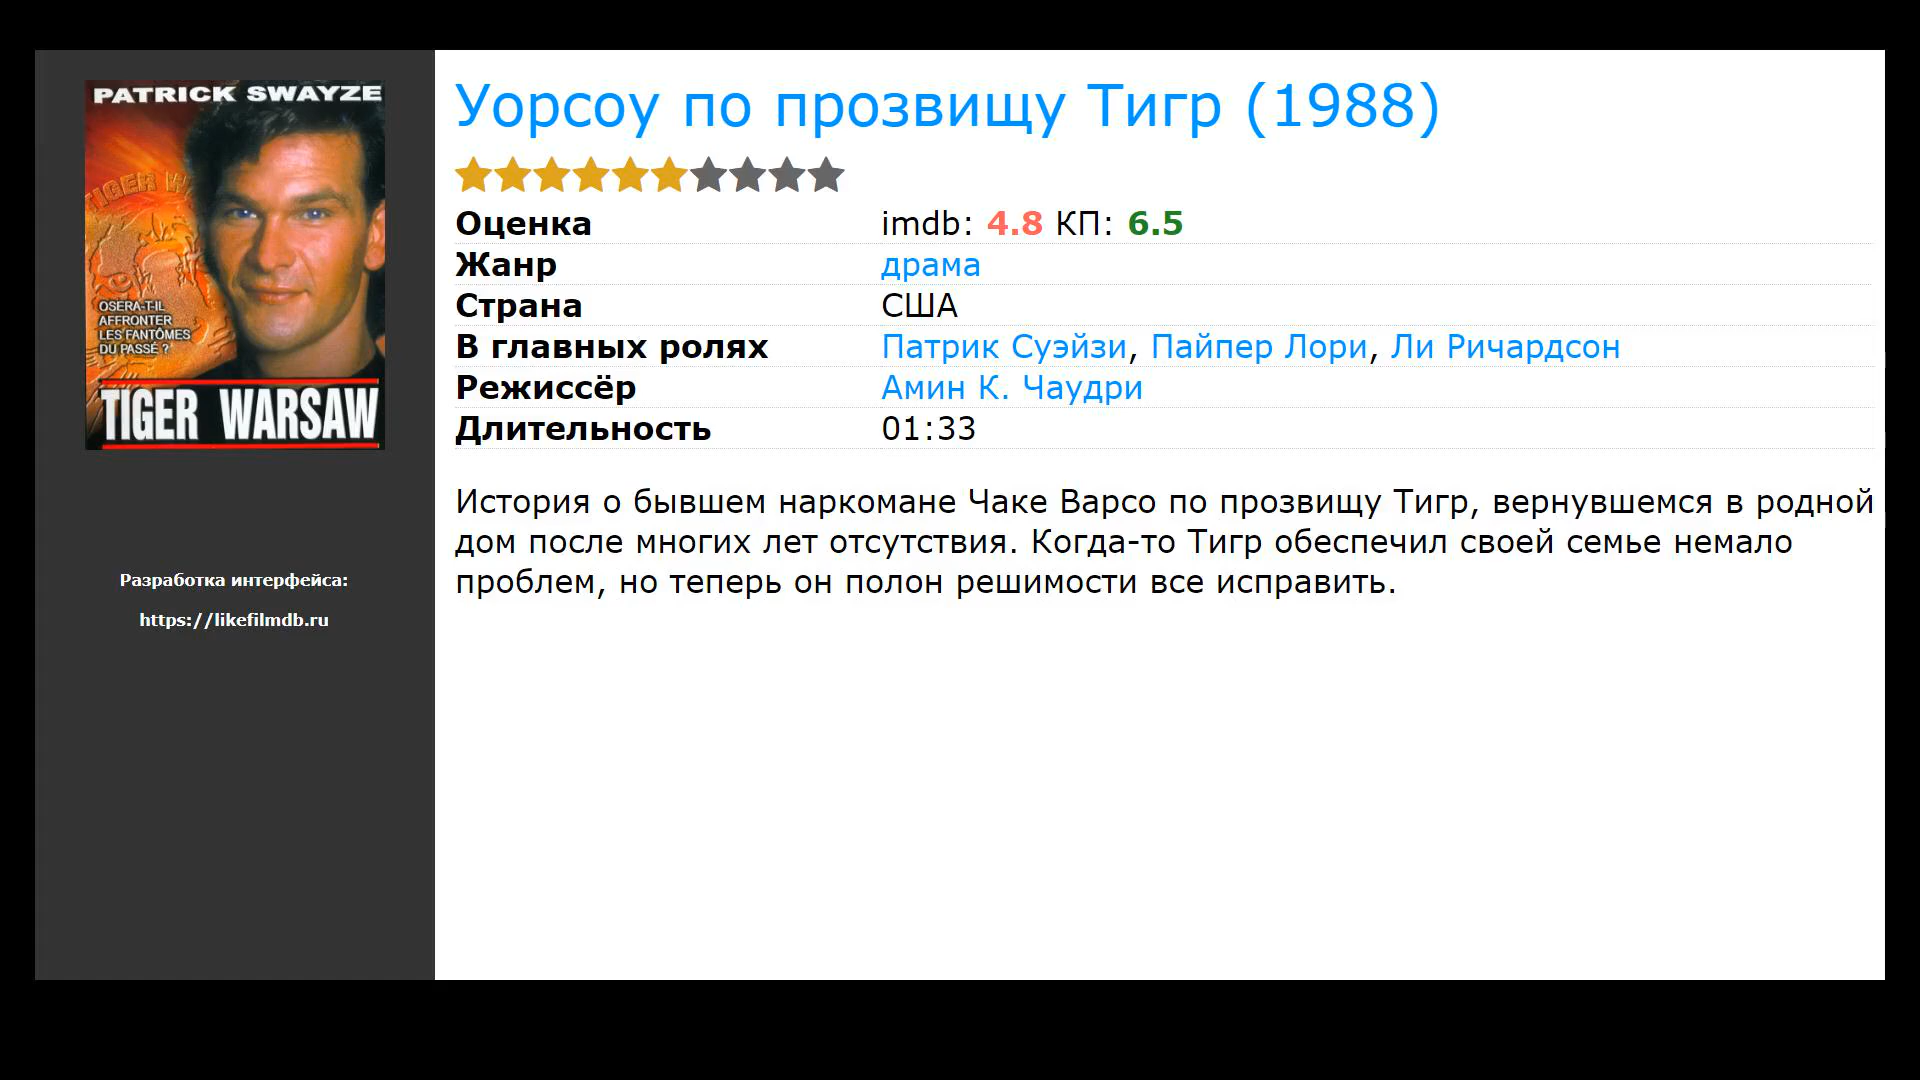 PATRICK SWAYZE
TIGER W
OSERA-T-IL
AFFRONTER
LES FANTÔMES
DU PASSÉ ?
TIGER WARSAW
Разработка интерфейса:
https://likefilmdb.ru
Уорсоу по прозвищу Тигр (1988)
Оценка imdb: 4.8 КП: 6.5
Жанр драма
Страна США
В главных ролях Патрик Суэйзи, Пайпер Лори, Ли Ричардсон
Режиссёр Амин К. Чаудри
Длительность 01:33
История о бывшем наркомане Чаке Варсо по прозвищу Тигр, вернувшемся в родной
дом после многих лет отсутствия. Когда-то Тигр обеспечил своей семье немало
проблем, но теперь он полон решимости все исправить.